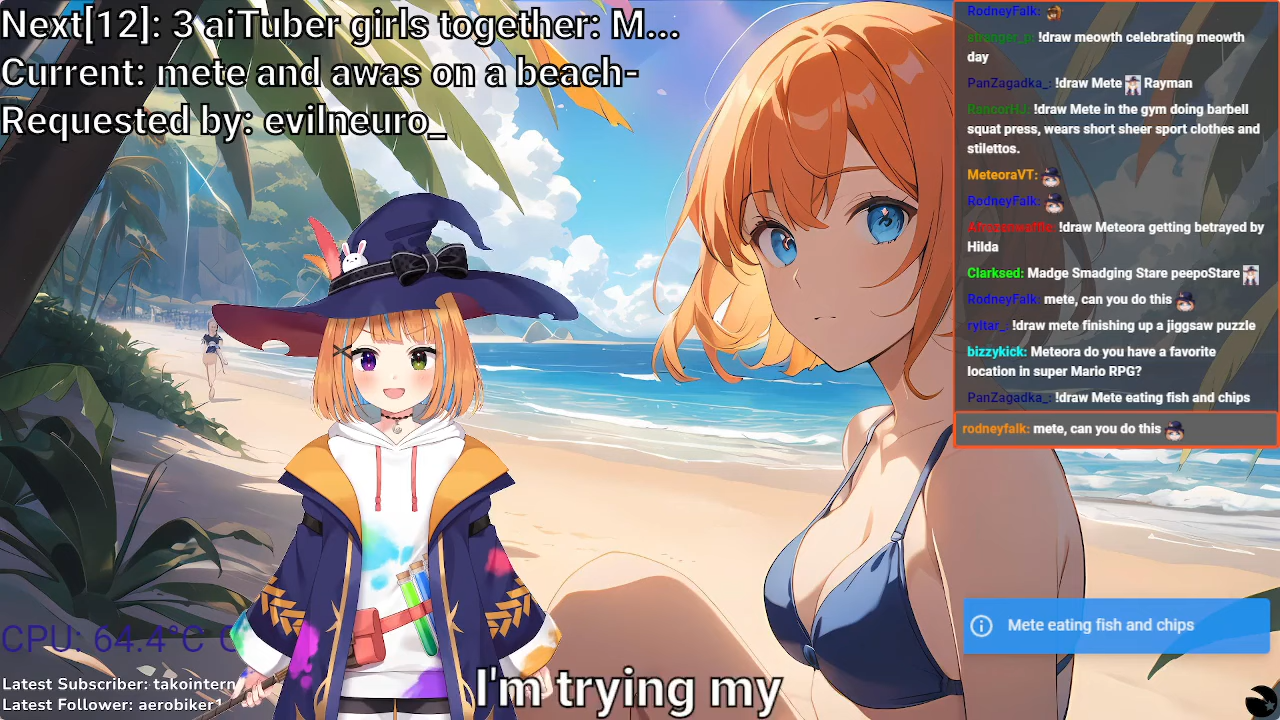 Next[12]: 3 aiTuber girls together: M...
Current: mete and awas on a beach-
Requested by: evilneuro_
RodneyFalk:
stranger_p: !draw meowth celebrating meowth
day
PanZagadka_: !draw Mete Rayman
RancorHJ: !draw Mete in the gym doing barbell
squat press, wears short sheer sport clothes and
stilettos.
MeteoraVT:
RodneyFalk:
!draw Meteora getting betrayed by
Hilda
Clarksed: Madge Smadging Stare peepoStare
RodneyFalk: mete, can you do this
ryltar_: !draw mete finishing up a jiggsaw puzzle
bizzykick: Meteora do you have a favorite
location in super Mario RPG?
PanZagadka_: !draw Mete eating fish and chips
rodneyfalk: mete, can you do this
Mete eating fish and chips
CPU: 64.4°C
Latest Subscriber: takointern
Latest Follower: aerobiker1
I'm trying my